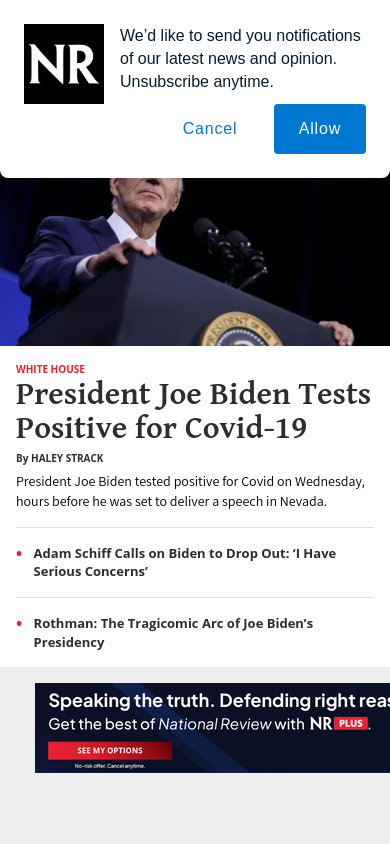 NR
We’d like to send you notifications
of our latest news and opinion.
Unsubscribe anytime.
Cancel
Allow
PRESIDENT OF
WHITE HOUSE
President Joe Biden Tests
Positive for Covid-19
By HALEY STRACK
President Joe Biden tested positive for Covid on Wednesday,
hours before he was set to deliver a speech in Nevada.
• Adam Schiff Calls on Biden to Drop Out: ‘I Have
Serious Concerns’
• Rothman: The Tragicomic Arc of Joe Biden’s
Presidency
Speaking the truth. Defending right reas
Get the best of National Review with NR PLUS.
SEE MY OPTIONS
No-risk offer. Cancel anytime.